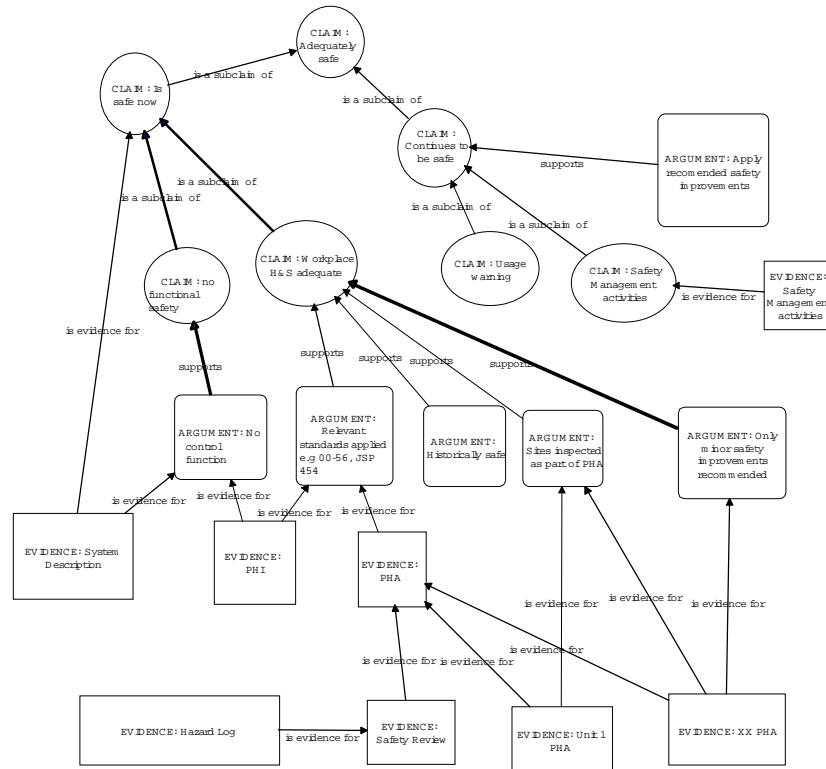 CLAIM:
Adequately
safe
is a subclaim of
CLAIM: Is
safe now
is a subclaim of
CLAIM:
Continues to
be safe
supports
ARGUMENT: Apply
recomended safety
improvements
is a subclaim of
is a subclaim of
is a subclaim of
is a subclaim of
CLAIM: no
functional
safety
CLAIM: Workplace
H&S adequate
CLAIM: Usage
warning
CLAIM: Safety
Management
activities
is evidence for
EVIDENCE:
Safety
Management
activities
is evidence for
supports
supports
supports
supports
supports
ARGUMENT: No
control
function
ARGUMENT:
Relevant
standards applied
e.g 00-56, JSP
454
ARGUMENT:
Historically safe
ARGUMENT:
Sites inspected
as part of PHA
ARGUMENT: Only
minor safety
improvements
recommended
is evidence for
is evidence for
is evidence for
is evidence for
EVIDENCE: System
Description
EVIDENCE:
PHI
EVIDENCE:
PHA
is evidence for
is evidence for
is evidence for
is evidence for
is evidence for
is evidence for
EVIDENCE: Hazard Log
is evidence for
EVIDENCE:
Safety Review
EVIDENCE: Unit 1
PHA
EVIDENCE: XX PHA